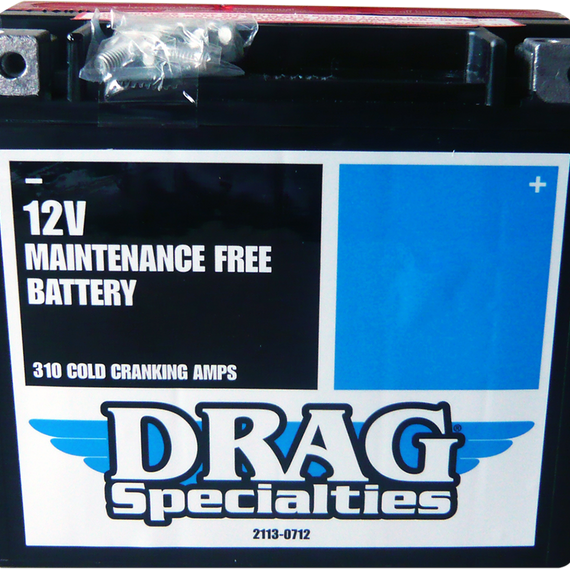 12V
MAINTENANCE FREE
BATTERY
310 COLD CRANKING AMPS
DRAG®
Specialties
2113-0712